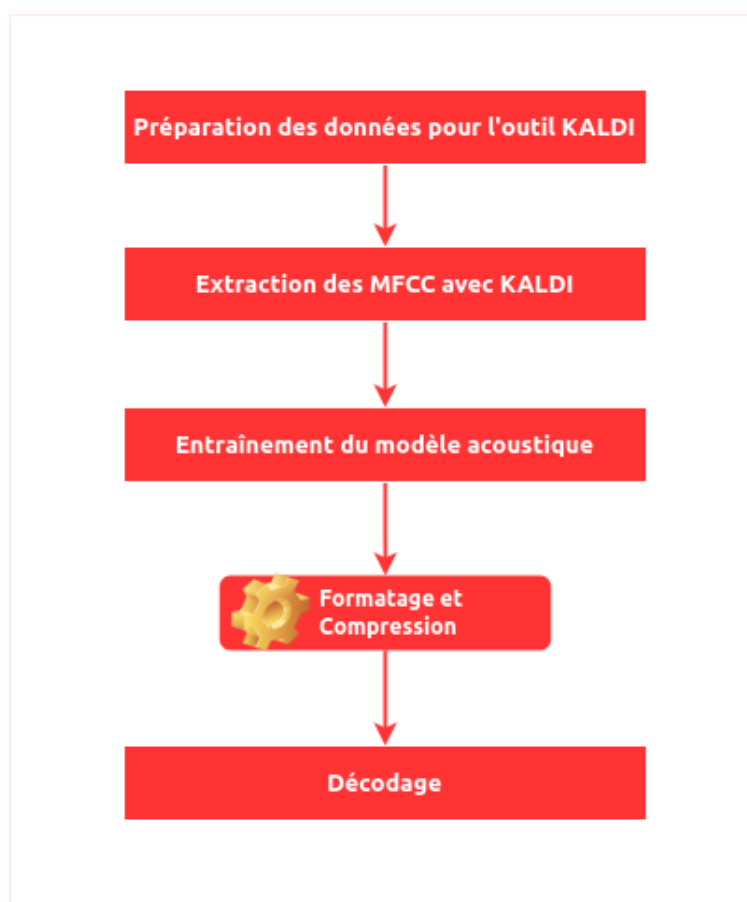 Préparation des données pour l'outil KALDI
Extraction des MFCC avec KALDI
Entraînement du modèle acoustique
Formatage et
Compression
Décodage